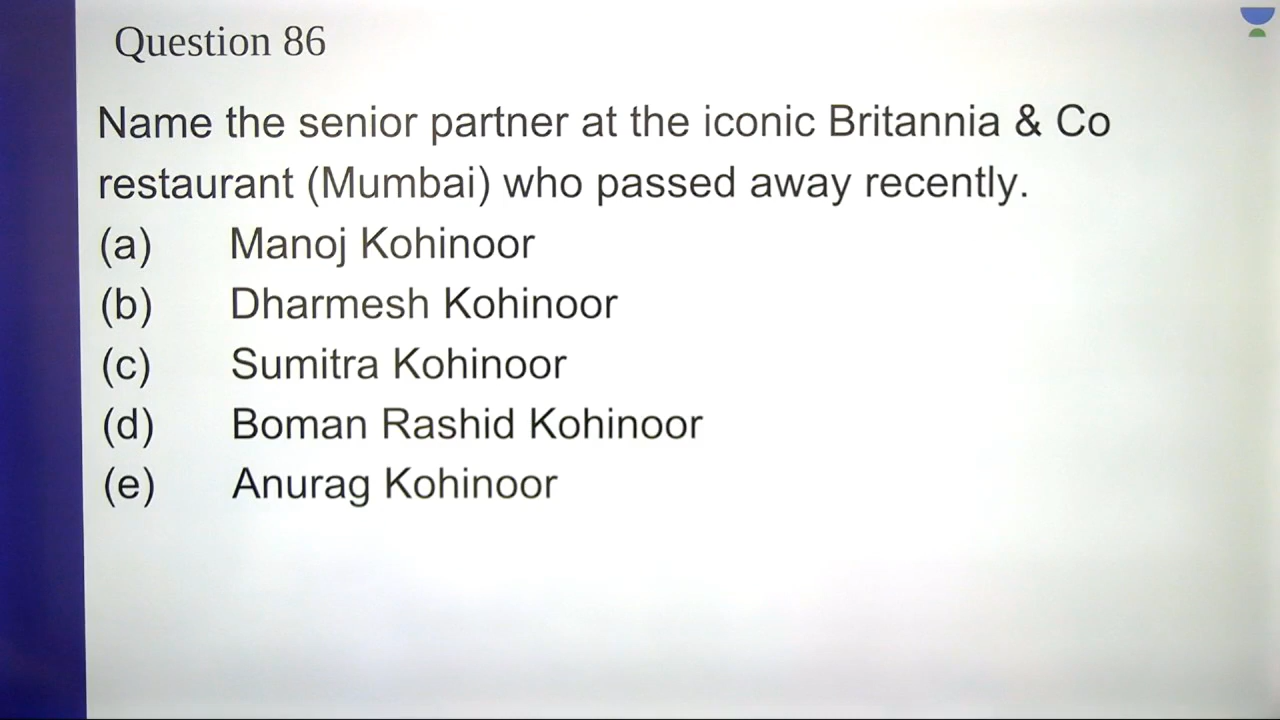 Question 86
Name the senior partner at the iconic Britannia & Co
restaurant (Mumbai) who passed away recently.
(a) Manoj Kohinoor
(b) Dharmesh Kohinoor
(c) Sumitra Kohinoor
(d) Boman Rashid Kohinoor
(e) Anurag Kohinoor